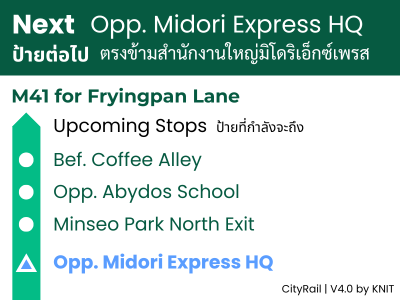 Next Opp. Midori Express HQ
ป้ายต่อไป ตรงข้ามสำนักงานใหญ่มิโดริเอ็กซ์เพรส
M41 for Fryingpan Lane
Upcoming Stops ป้ายที่กำลังจะถึง
Bef. Coffee Alley
Opp. Abydos School
Minseo Park North Exit
Opp. Midori Express HQ
CityRail | V4.0 by KNIT